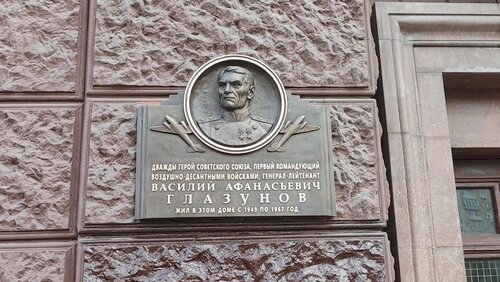 ДВАЖДЫ ГЕРОЙ СОВЕТСКОГО СОЮЗА, ПЕРВЫЙ КОМАНДУЮЩИЙ
ВОЗДУШНО-ДЕСАНТНЫМИ ВОЙСКАМИ, ГЕНЕРАЛ-ЛЕЙТЕНАНТ
ВАСИЛИЙ АФАНАСЬЕВИЧ
ГЛАЗУНОВ
ЖИЛ В ЭТОМ ДОМЕ С 1949 ПО 1967 ГОД